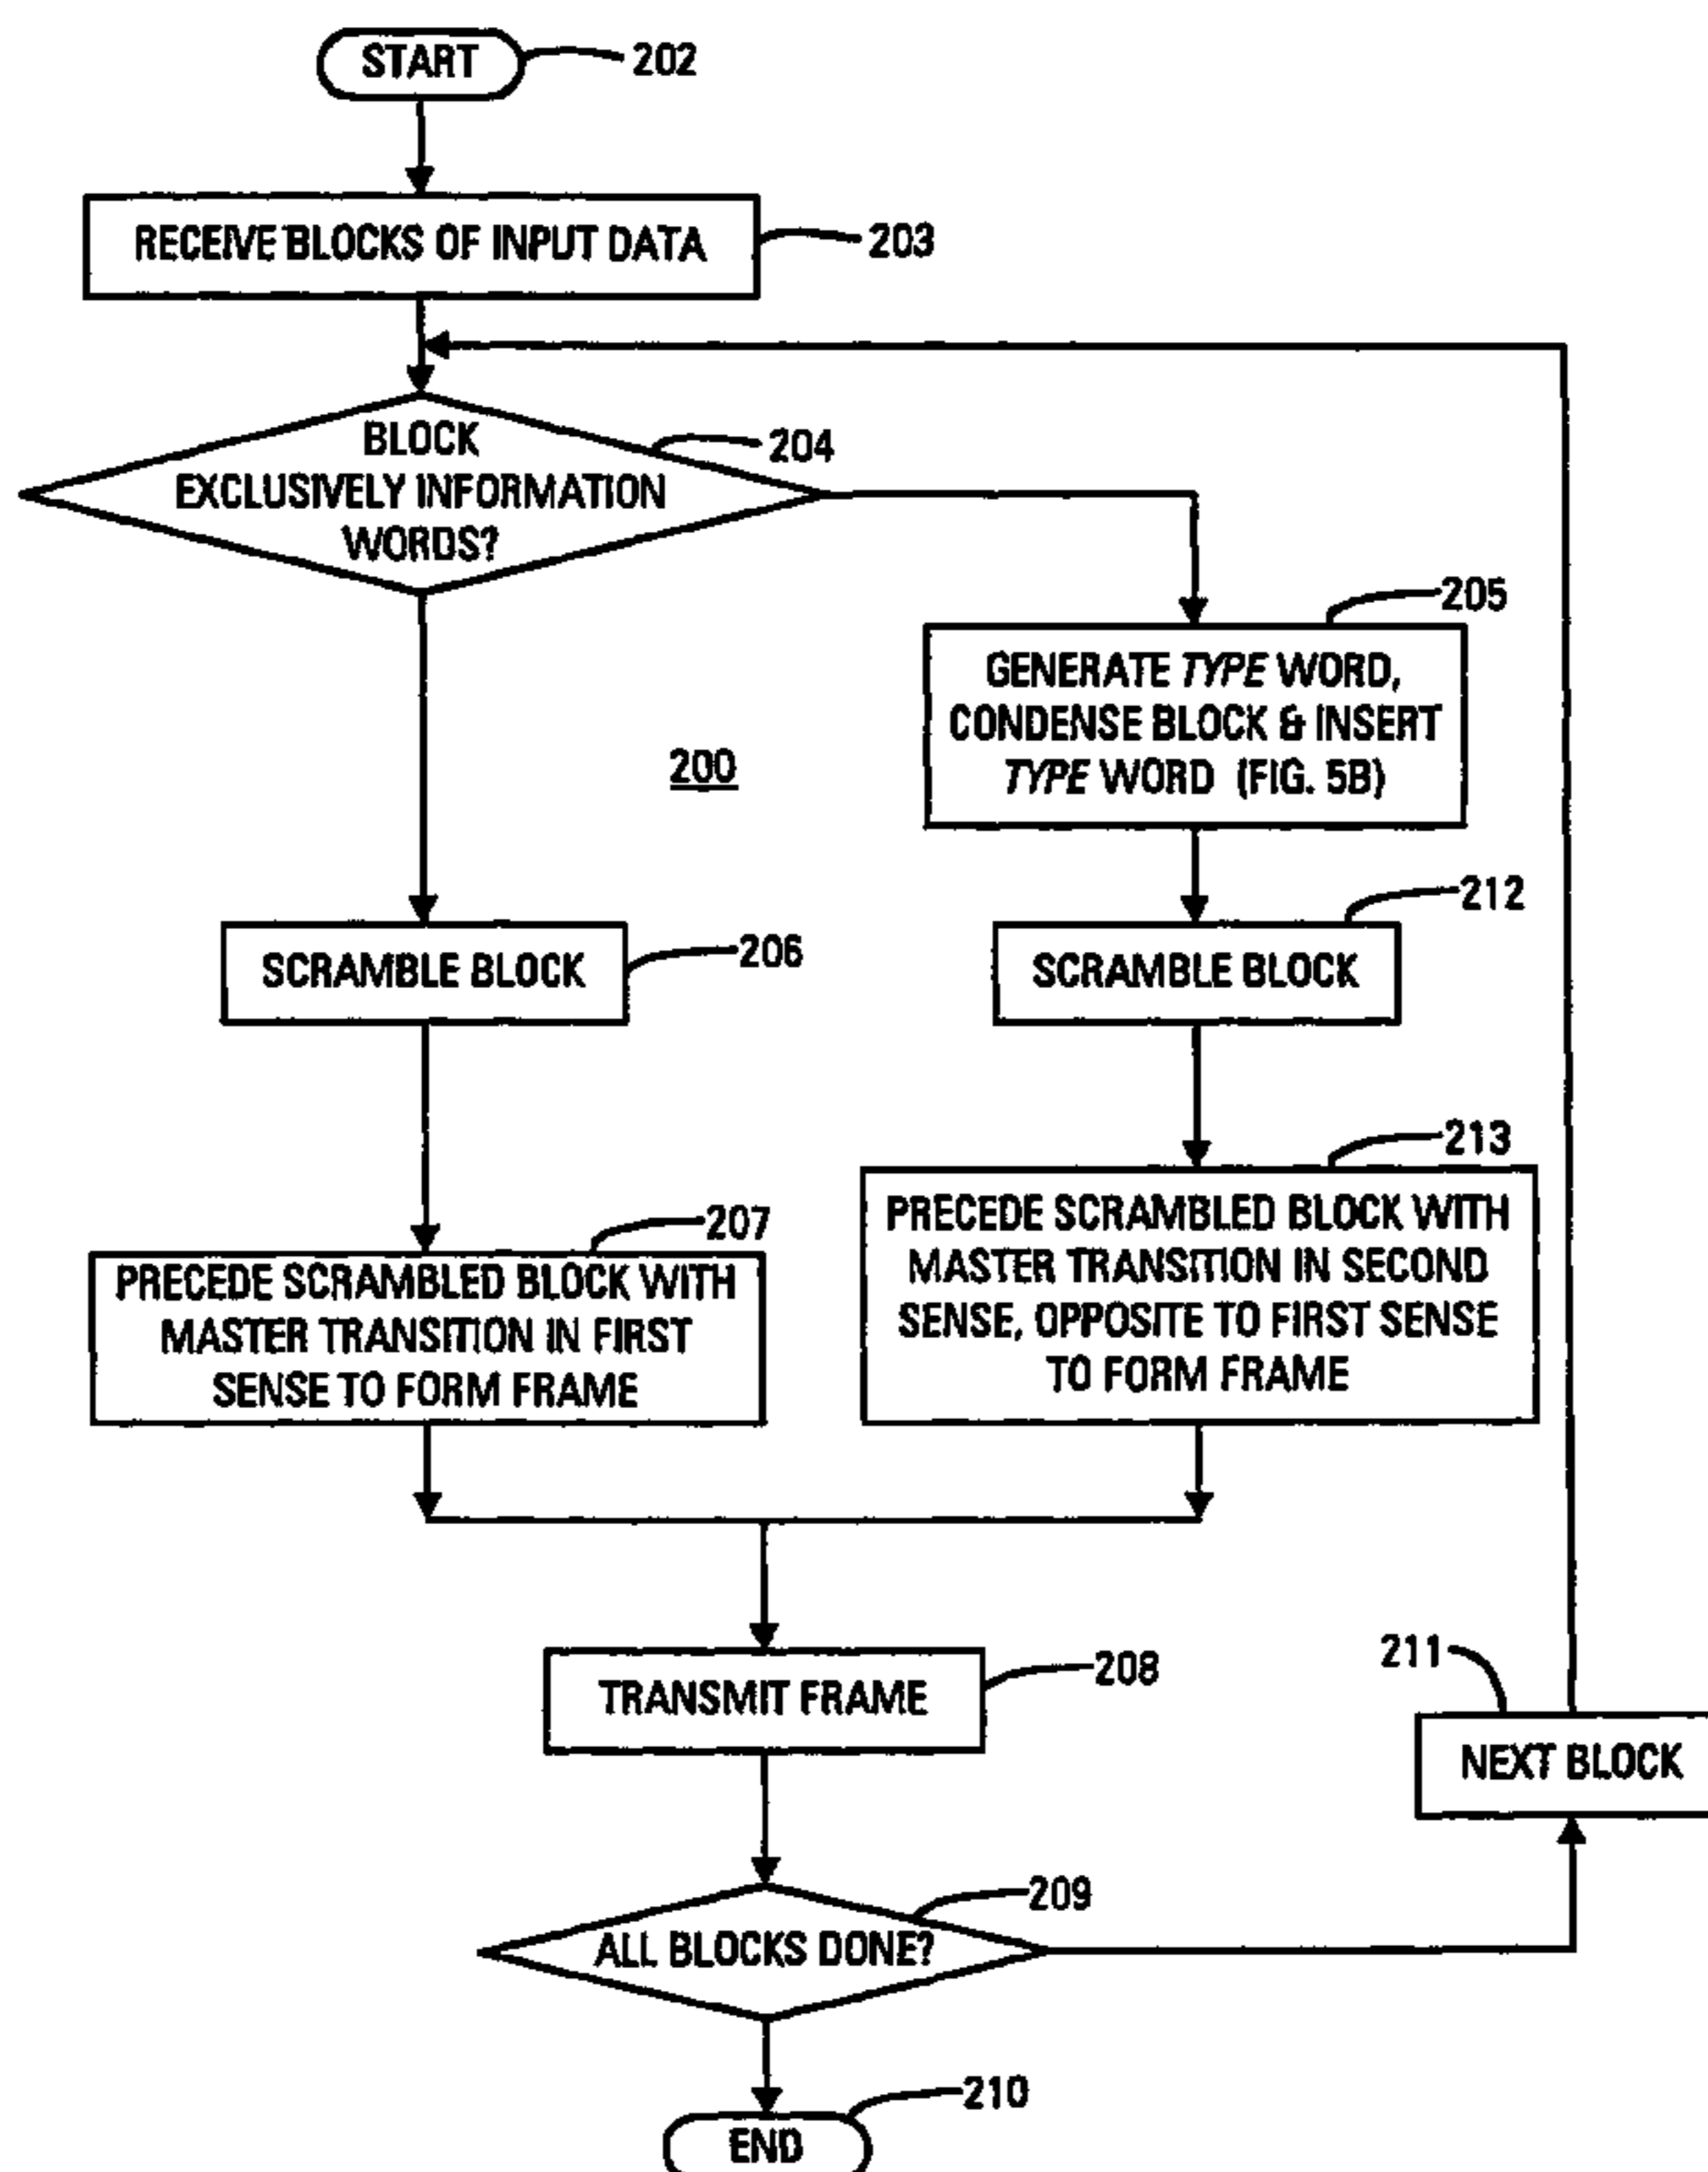 START
202
RECEIVE BLOCKS OF INPUT DATA
203
BLOCK
EXCLUSIVELY INFORMATION
WORDS?
204
205
GENERATE TYPE WORD,
CONDENSE BLOCK & INSERT
TYPE WORD (FIG. 5B)
200
SCRAMBLE BLOCK
206
212
SCRAMBLE BLOCK
207
PRECEDE SCRAMBLED BLOCK WITH
MASTER TRANSITION IN FIRST
SENSE TO FORM FRAME
213
PRECEDE SCRAMBLED BLOCK WITH
MASTER TRANSITION IN SECOND
SENSE, OPPOSITE TO FIRST SENSE
TO FORM FRAME
TRANSMIT FRAME
208
211
NEXT BLOCK
209
ALL BLOCKS DONE?
210
END